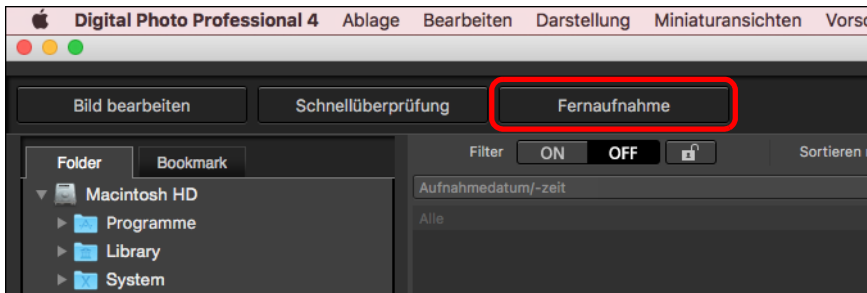 Digital Photo Professional 4 Ablage Bearbeiten Darstellung Miniaturansichten
Bild bearbeiten Schnellüberprüfung Fernaufnahme
Folder Bookmark
Filter ON OFF Sortieren
Macintosh HD
Aufnahmedatum/-zeit
Programme
Alle
Library
System